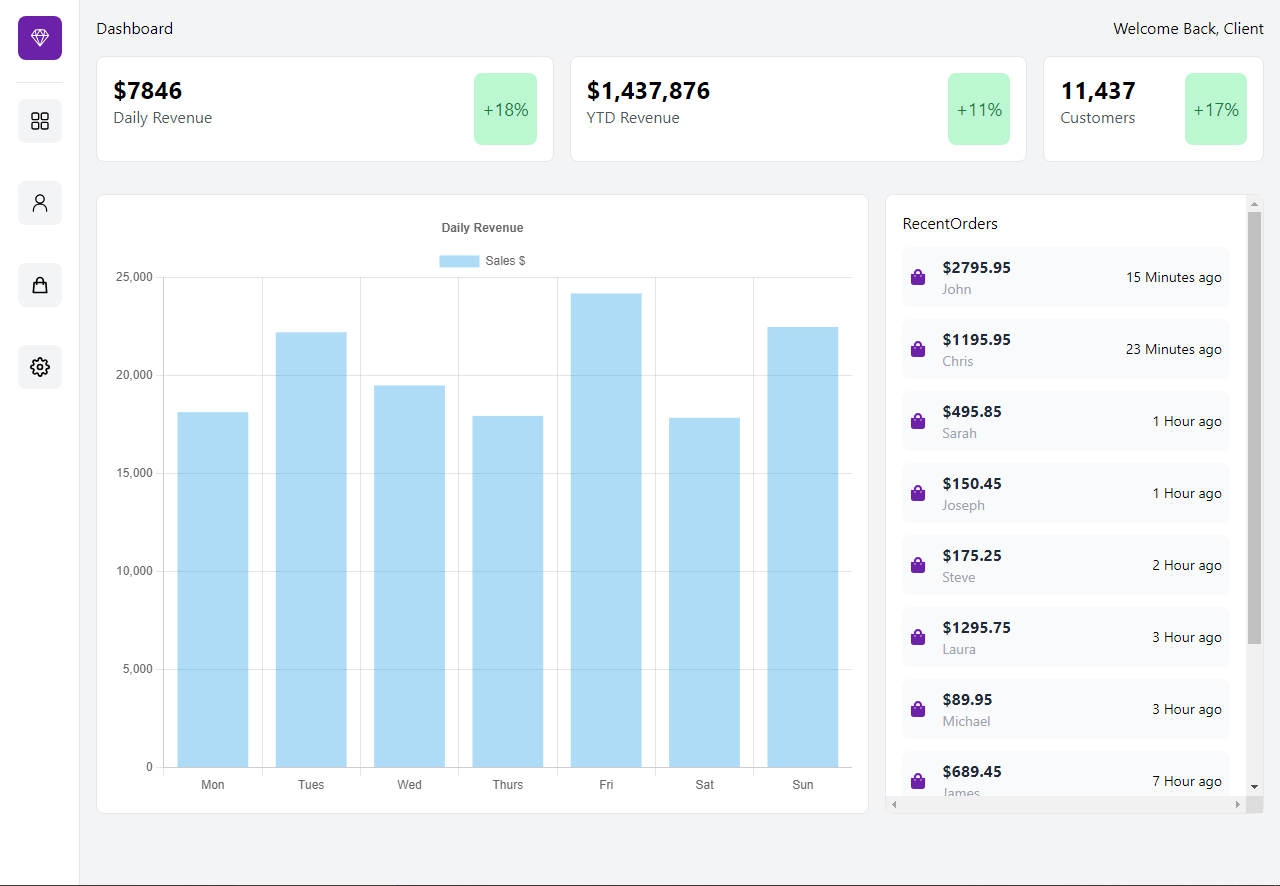 Dashboard
Welcome Back, Client
$7846
Daily Revenue
+18%
$1,437,876
YTD Revenue
+11%
11,437
Customers
+17%
Daily Revenue
Sales $
25,000
20,000
15,000
10,000
5,000
0
Mon Tues Wed Thurs Fri Sat Sun
RecentOrders
$2795.95
John
15 Minutes ago
$1195.95
Chris
23 Minutes ago
$495.85
Sarah
1 Hour ago
$150.45
Joseph
1 Hour ago
$175.25
Steve
2 Hour ago
$1295.75
Laura
3 Hour ago
$89.95
Michael
3 Hour ago
$689.45
James
7 Hour ago